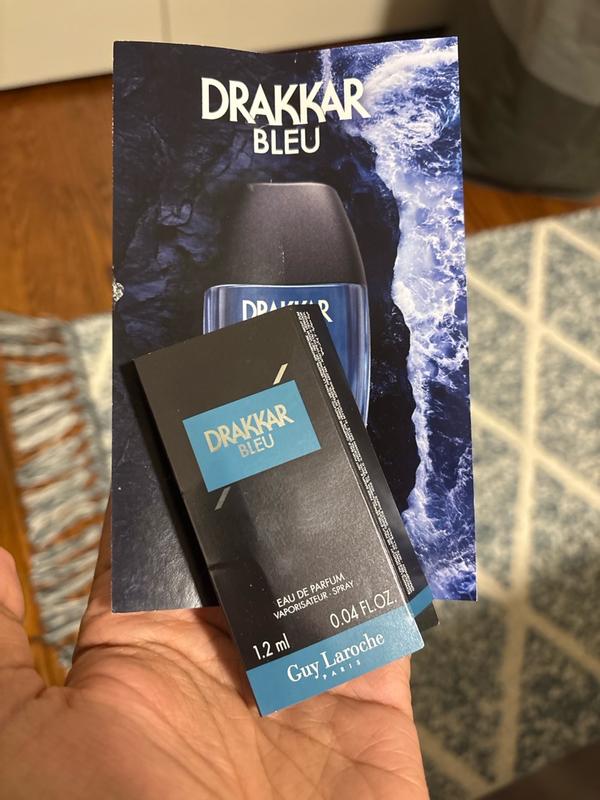 DRAKKAR
BLEU
DRAKKAR
DRAKKAR
BLEU
EAU DE PARFUM
VAPORISATEUR - SPRAY
1.2 ml 0.04 FL.OZ.
Guy Laroche
PARIS